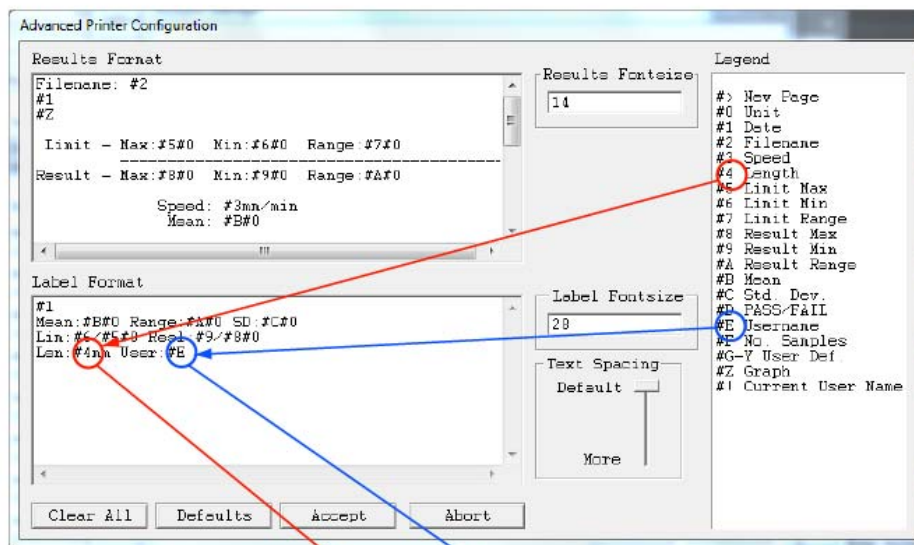 Advanced Printer Configuration
Results Format
Filename: #2
#1
#Z
Limit - Max:#5#0 Min:#6#0 Range:#7#0
Result - Max:#8#0 Min:#9#0 Range:#A#0
Speed: #3mm/min
Mean: #B#0
Results Fontsize
14
Label Format
#1
Mean:#B#0 Range:#A#0 SD:#C#0
Lim:#6/#5#0 Real:#9/#8#0
Len:#4mm User:#E
Label Fontsize
28
Text Spacing
Default
More
Clear All Defaults Accept Abort
Legend
#> New Page
#0 Unit
#1 Date
#2 Filename
#3 Speed
#4 Length
#5 Limit Max
#6 Limit Min
#7 Limit Range
#8 Result Max
#9 Result Min
#A Result Range
#B Mean
#C Std. Dev.
#D PASS/FAIL
#E Username
#F No. Samples
#G-Y User Def.
#Z Graph
#! Current User Name